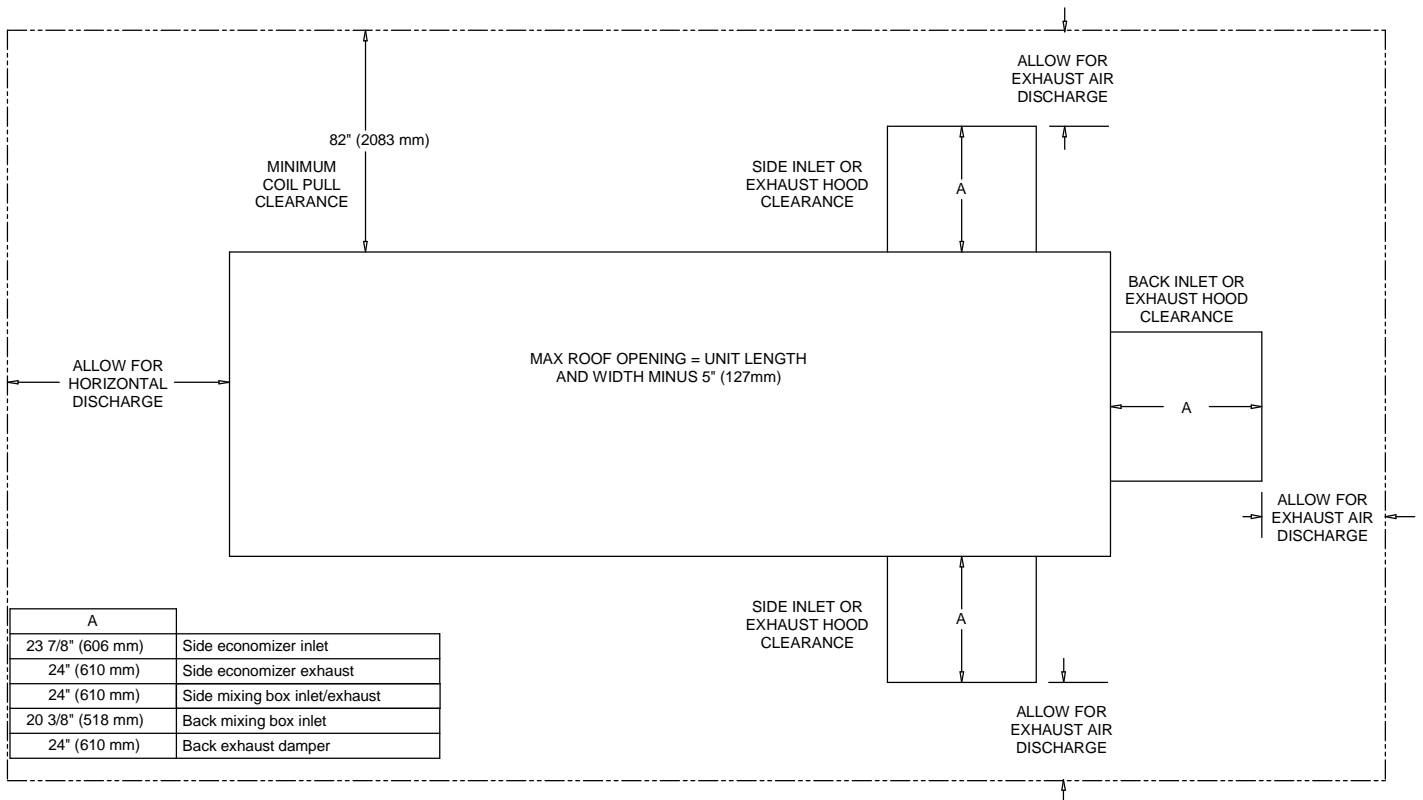 ALLOW FOR
EXHAUST AIR
DISCHARGE
82" (2083 mm)
MINIMUM
COIL PULL
CLEARANCE
SIDE INLET OR
EXHAUST HOOD
CLEARANCE
A
BACK INLET OR
EXHAUST HOOD
CLEARANCE
ALLOW FOR
HORIZONTAL
DISCHARGE
MAX ROOF OPENING = UNIT LENGTH
AND WIDTH MINUS 5" (127mm)
A
ALLOW FOR
EXHAUST AIR
DISCHARGE
SIDE INLET OR
EXHAUST HOOD
CLEARANCE
A
ALLOW FOR
EXHAUST AIR
DISCHARGE
A
23 7/8" (606 mm) Side economizer inlet
24" (610 mm) Side economizer exhaust
24" (610 mm) Side mixing box inlet/exhaust
20 3/8" (518 mm) Back mixing box inlet
24" (610 mm) Back exhaust damper